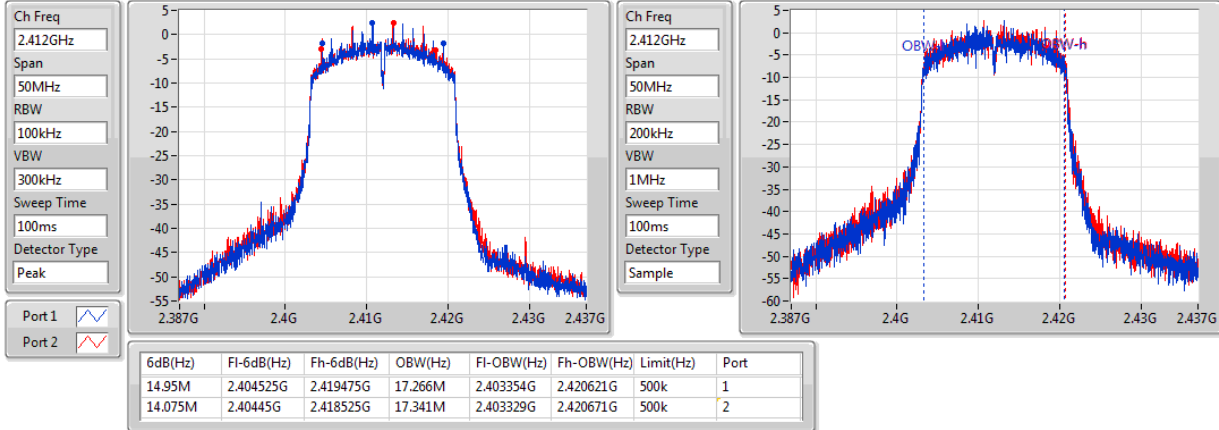 Ch Freq
2.412GHz
Span
50MHz
RBW
100kHz
VBW
300kHz
Sweep Time
100ms
Detector Type
Peak
Port 1
Port 2
5
0
-5
-10
-15
-20
-25
-30
-35
-40
-45
-50
-55
2.387G 2.4G 2.41G 2.42G 2.43G 2.437G
Ch Freq
2.412GHz
Span
50MHz
RBW
200kHz
VBW
1MHz
Sweep Time
100ms
Detector Type
Sample
5
0
-5
-10
-15
-20
-25
-30
-35
-40
-45
-50
-55
-60
2.387G 2.4G 2.41G 2.42G 2.43G 2.437G
6dB(Hz) Fl-6dB(Hz) Fh-6dB(Hz) OBW(Hz) Fl-OBW(Hz) Fh-OBW(Hz) Limit(Hz) Port
14.95M 2.404525G 2.419475G 17.266M 2.403354G 2.420621G 500k 1
14.075M 2.40445G 2.418525G 17.341M 2.403329G 2.420671G 500k 2